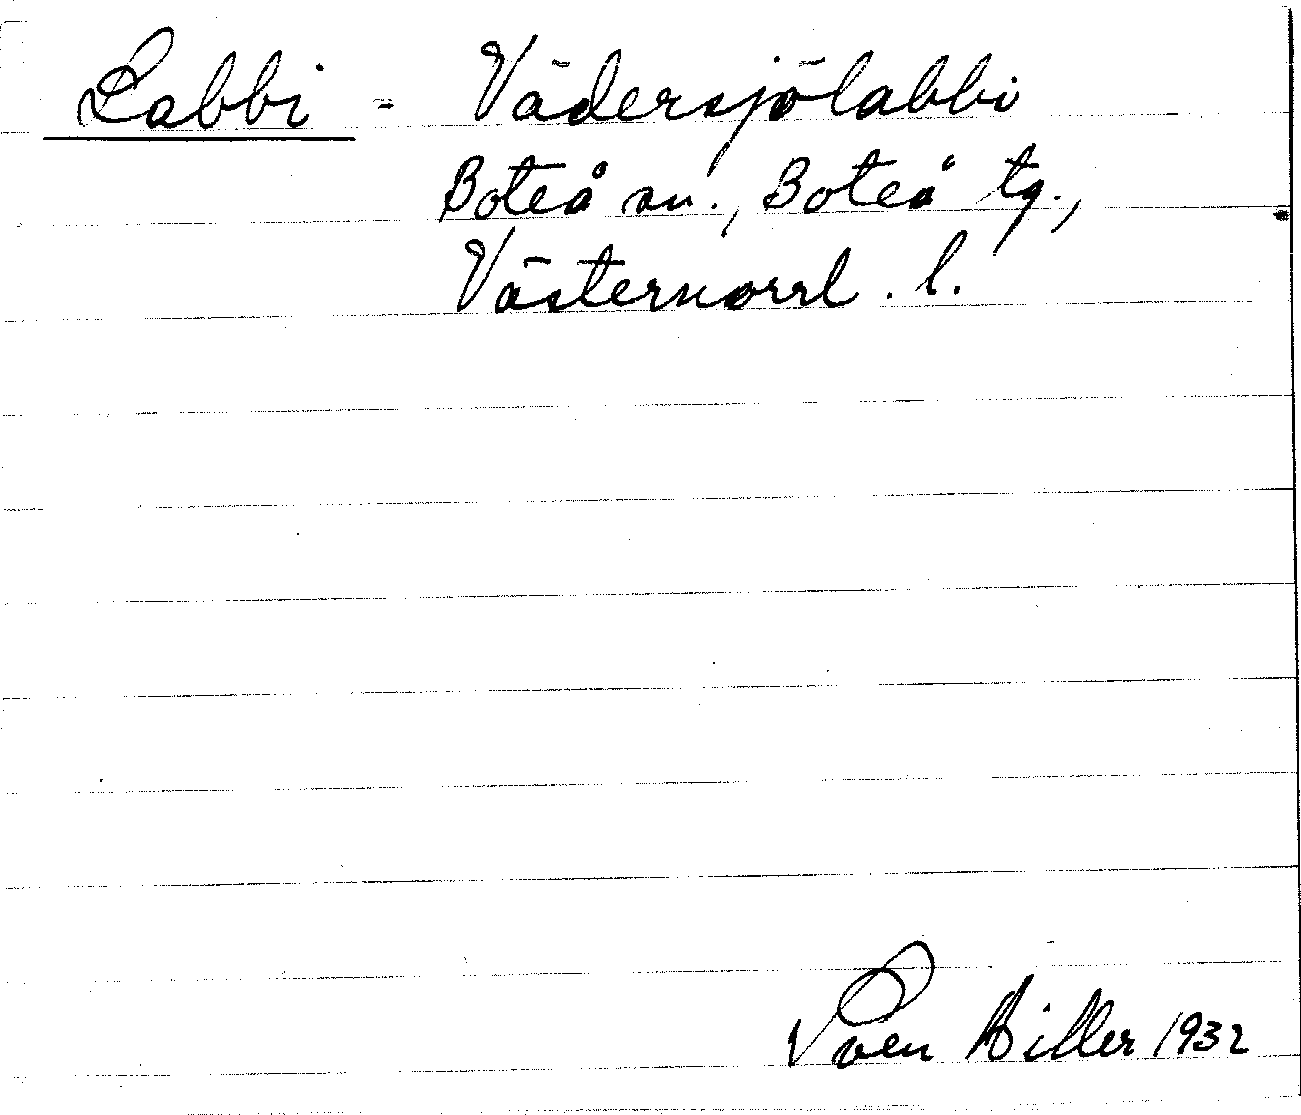 Labbi - Vädersjölabbi
Boteå sn., Boteå tg.,
Västernorrl. l.
Sven Hiller 1932